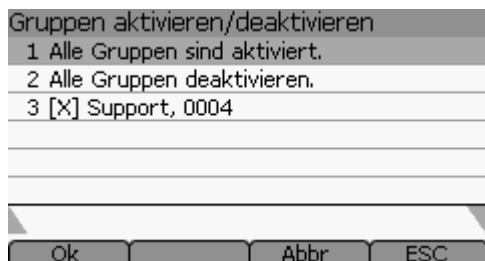 Gruppen aktivieren/deaktivieren
1 Alle Gruppen sind aktiviert.
2 Alle Gruppen deaktivieren.
3 [X] Support, 0004
Ok Abbr ESC